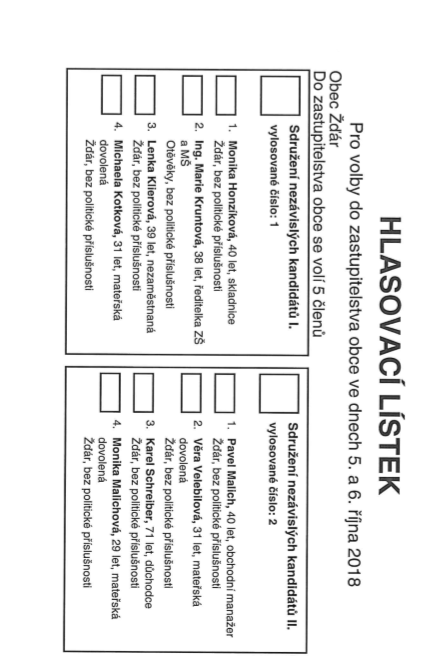 HLASOVACÍ LÍSTEK
Pro volby do zastupitelstva obce ve dnech 5. a 6. října 2018
Obec Žďár
Do zastupitelstva obce se volí 5 členů
Sdružení nezávislých kandidátů I.
vylosované číslo: 1
1. Monika Honzíková, 40 let, skladnice
Žďár, bez politické příslušnosti
2. Ing. Marie Kruntová, 38 let, ředitelka ZŠ
a MŠ
Otěvěky, bez politické příslušnosti
3. Lenka Klierová, 39 let, nezaměstnaná
Žďár, bez politické příslušnosti
4. Michaela Kotková, 31 let, mateřská
dovolená
Žďár, bez politické příslušnosti
Sdružení nezávislých kandidátů II.
vylosované číslo: 2
1. Pavel Malich, 40 let, obchodní manažer
Žďár, bez politické příslušnosti
2. Věra Velebilová, 31 let, mateřská
dovolená
Žďár, bez politické příslušnosti
3. Karel Schreiber, 71 let, důchodce
Žďár, bez politické příslušnosti
4. Monika Malichová, 29 let, mateřská
dovolená
Žďár, bez politické příslušnosti